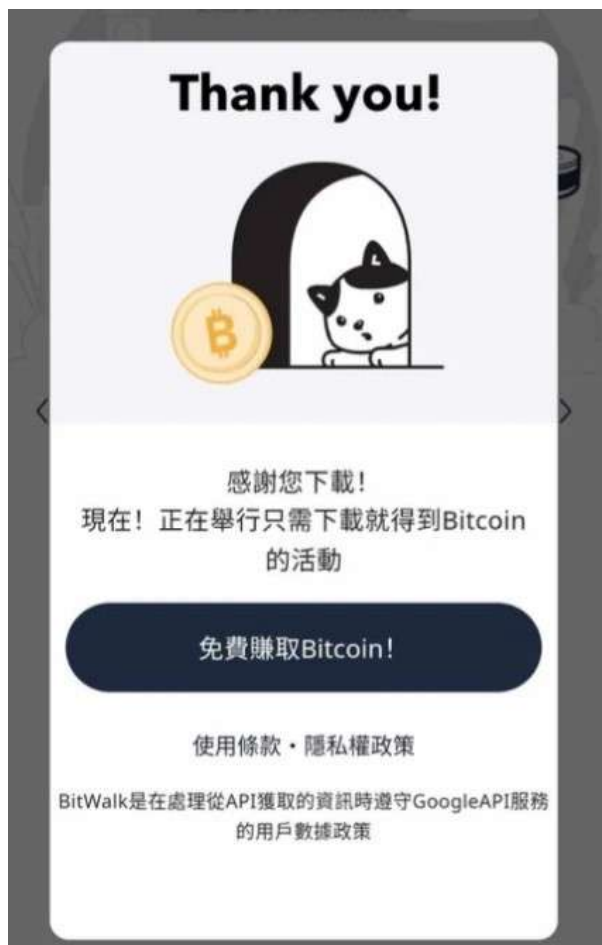 Thank you!
感謝您下載！
現在！正在舉行只需下載就得到Bitcoin
的活動
免費賺取Bitcoin！
使用條款・隱私權政策
BitWalk是在處理從API獲取的資訊時遵守GoogleAPI服務
的用戶數據政策